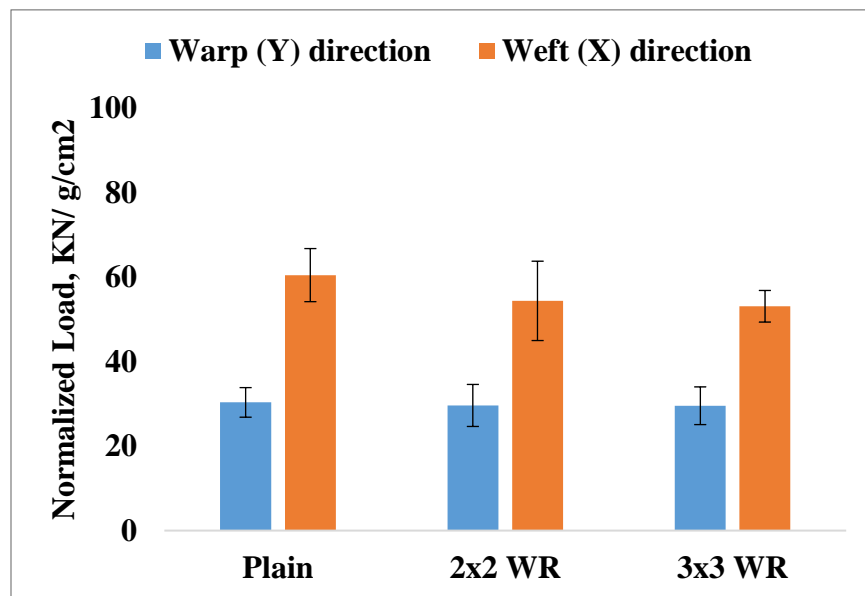 Warp (Y) direction Weft (X) direction
Normalized Load, KN/ g/cm2
100
80
60
40
20
0
Plain 2x2 WR 3x3 WR